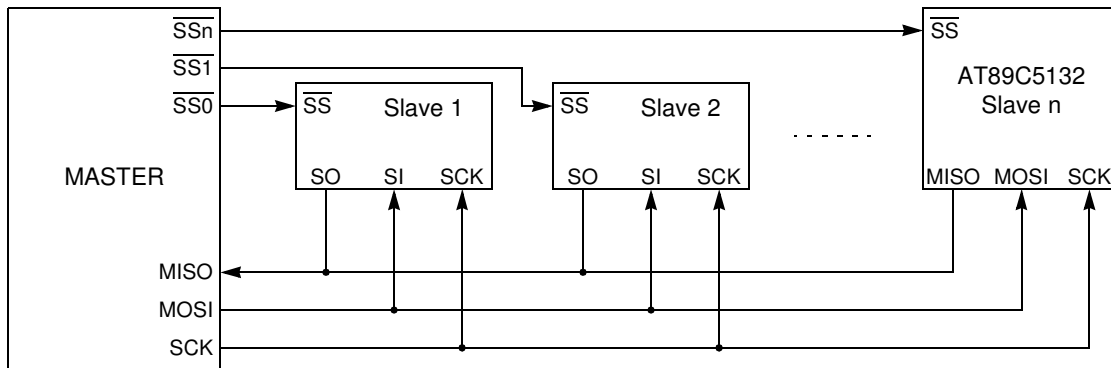 SSn
SS
SS1
AT89C5132
Slave n
SS0
SS
Slave 1
SS
Slave 2
MASTER
SO SI SCK
SO SI SCK
MISO MOSI SCK
MISO
MOSI
SCK